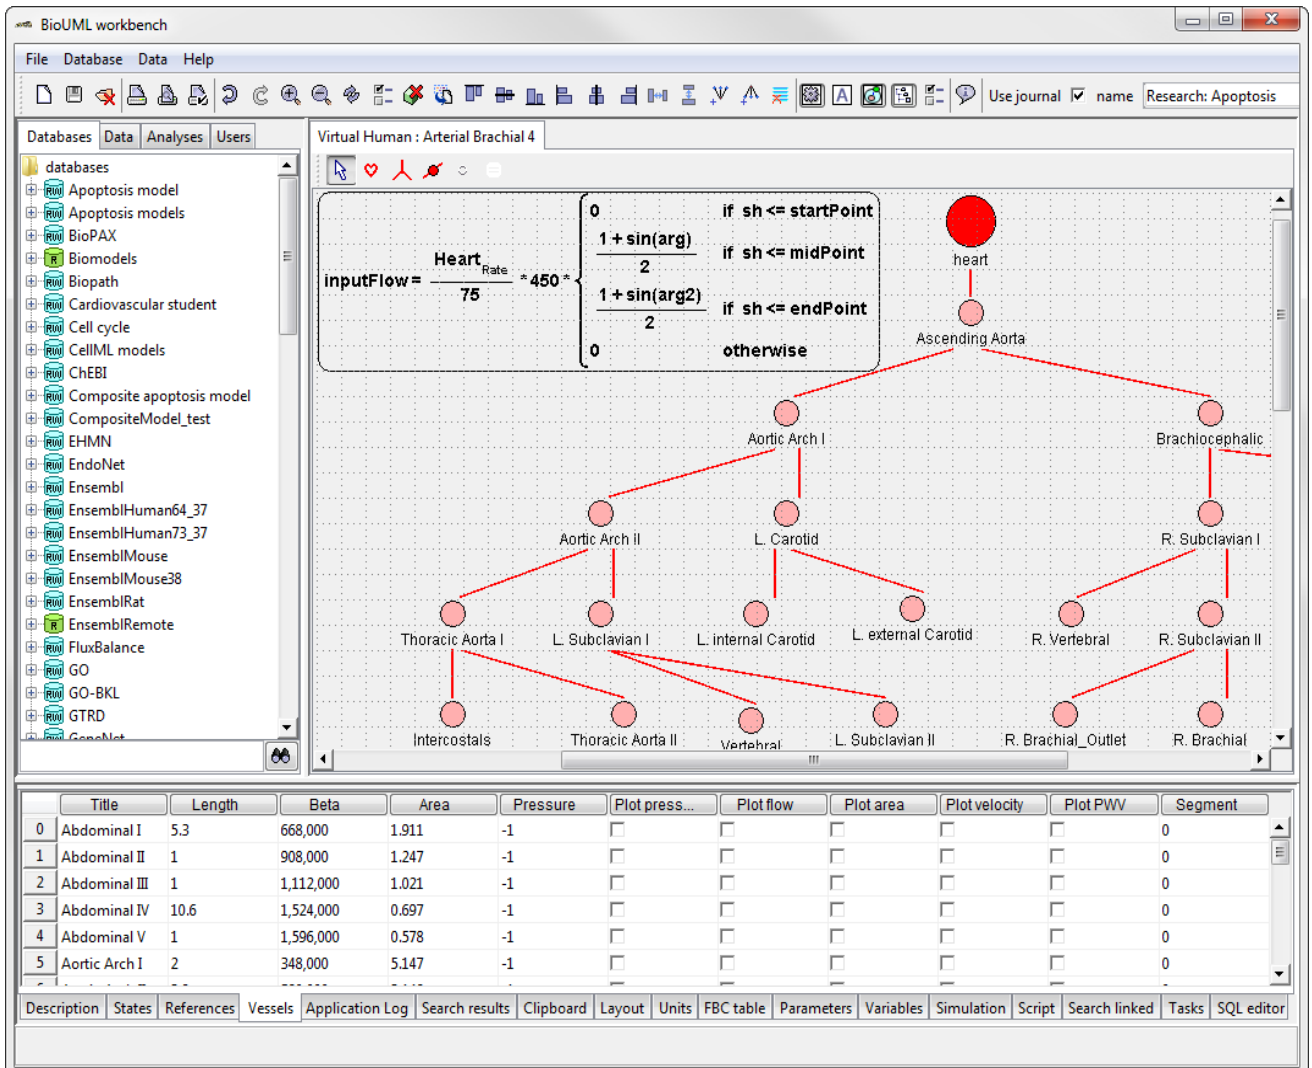 BioUML workbench
File Database Data Help
Use journal name Research: Apoptosis
Databases Data Analyses Users
databases
Apoptosis model
Apoptosis models
BioPAX
Biomodels
Biopath
Cardiovascular student
Cell cycle
CellML models
ChEBI
Composite apoptosis model
CompositeModel_test
EHMN
EndoNet
Ensembl
EnsemblHuman64_37
EnsemblHuman73_37
EnsemblMouse
EnsemblMouse38
EnsemblRat
EnsemblRemote
FluxBalance
GO
GO-BKL
GTRD
GeneNet
Virtual Human : Arterial Brachial 4
inputFlow = Heart Rate / 75 * 450 *
0 if sh <= startPoint
1 + sin(arg) / 2 if sh <= midPoint
1 + sin(arg2) / 2 if sh <= endPoint
0 otherwise
heart
Ascending Aorta
Aortic Arch I
Brachiocephalic
Aortic Arch II
L. Carotid
R. Subclavian I
Thoracic Aorta I
L. Subclavian I
L. internal Carotid
L. external Carotid
R. Vertebral
R. Subclavian II
Intercostals
Thoracic Aorta II
Vertebral
L. Subclavian II
R. Brachial_Outlet
R. Brachial
Title Length Beta Area Pressure Plot press... Plot flow Plot area Plot velocity Plot PWV Segment
0 Abdominal I 5.3 668,000 1.911 -1 0
1 Abdominal II 1 908,000 1.247 -1 0
2 Abdominal III 1 1,112,000 1.021 -1 0
3 Abdominal IV 10.6 1,524,000 0.697 -1 0
4 Abdominal V 1 1,596,000 0.578 -1 0
5 Aortic Arch I 2 348,000 5.147 -1 0
Description States References Vessels Application Log Search results Clipboard Layout Units FBC table Parameters Variables Simulation Script Search linked Tasks SQL editor